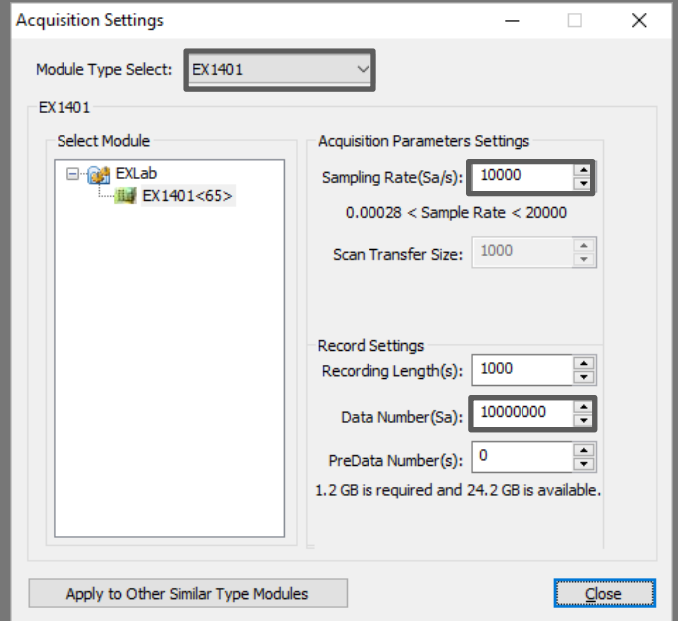 Acquisition Settings
Module Type Select: EX1401
EX1401
Select Module
EXLab
EX1401<65>
Acquisition Parameters Settings
Sampling Rate(Sa/s): 10000
0.00028 < Sample Rate < 20000
Scan Transfer Size: 1000
Record Settings
Recording Length(s): 1000
Data Number(Sa): 10000000
PreData Number(s): 0
1.2 GB is required and 24.2 GB is available.
Apply to Other Similar Type Modules
Close